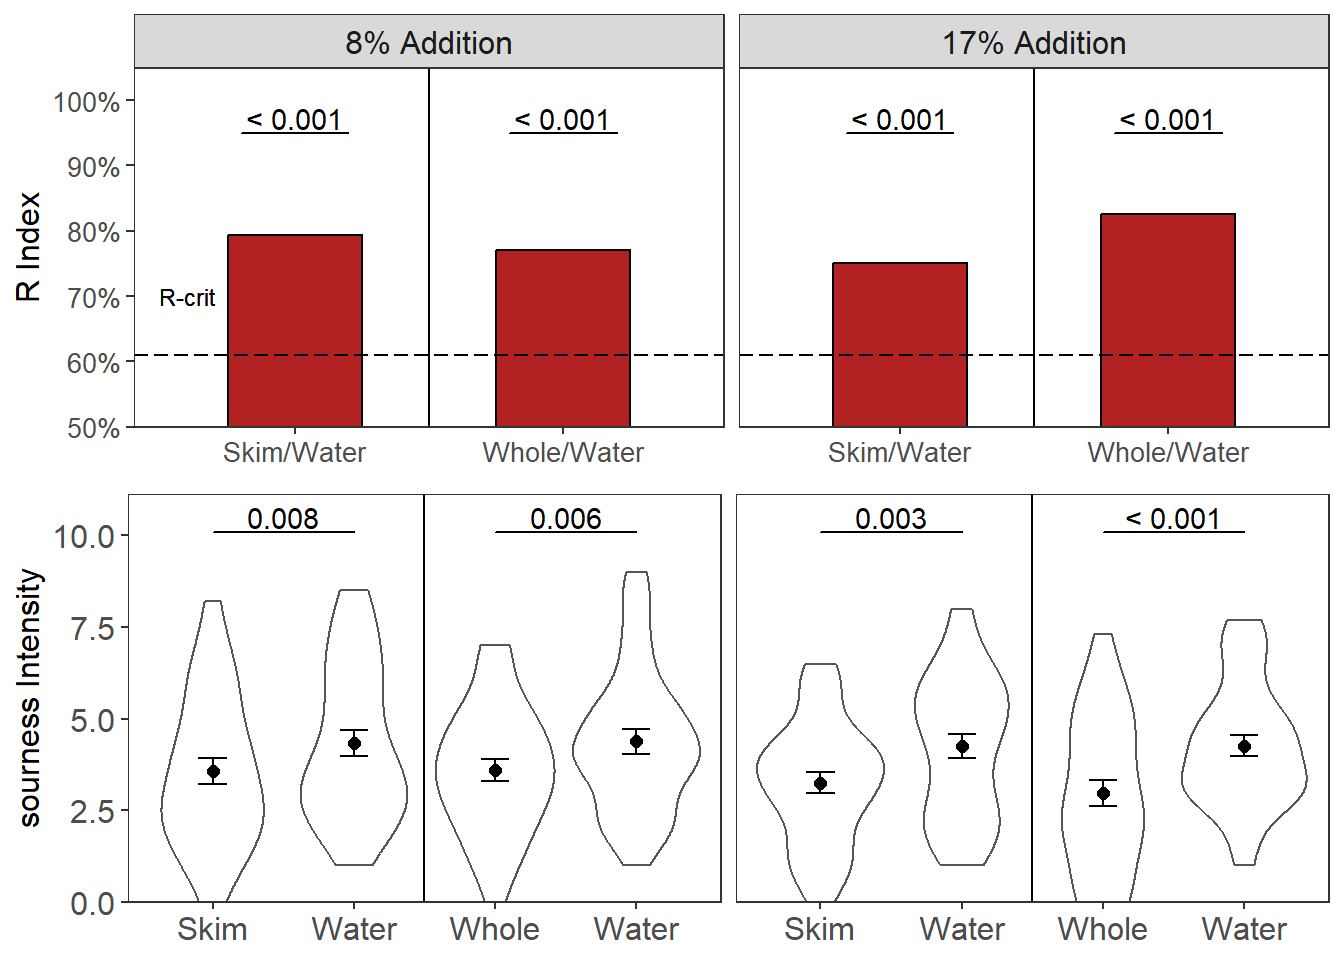 8% Addition
17% Addition
R Index
100%
90%
80%
70%
60%
50%
< 0.001
< 0.001
< 0.001
< 0.001
R-crit
Skim/Water
Whole/Water
Skim/Water
Whole/Water
sourness Intensity
10.0
7.5
5.0
2.5
0.0
0.008
0.006
0.003
< 0.001
Skim
Water
Whole
Water
Skim
Water
Whole
Water